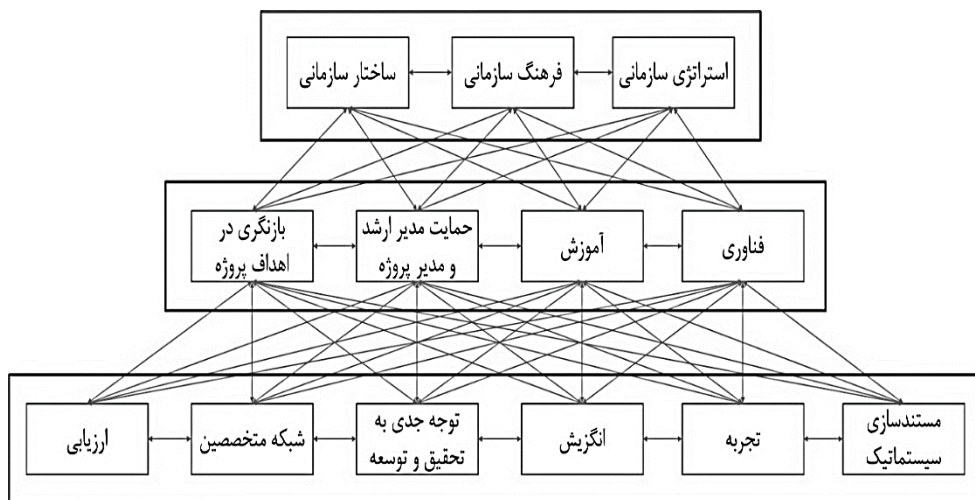 استراتژی سازمانی
فرهنگ سازمانی
ساختار سازمانی
فناوری
آموزش
حمایت مدیر ارشد
و مدیر پروژه
بازنگری در
اهداف پروژه
مستندسازی
سیستماتیک
تجربه
انگزیش
توجه جدی به
تحقیق و توسعه
شبکه متخصصین
ارزیابی